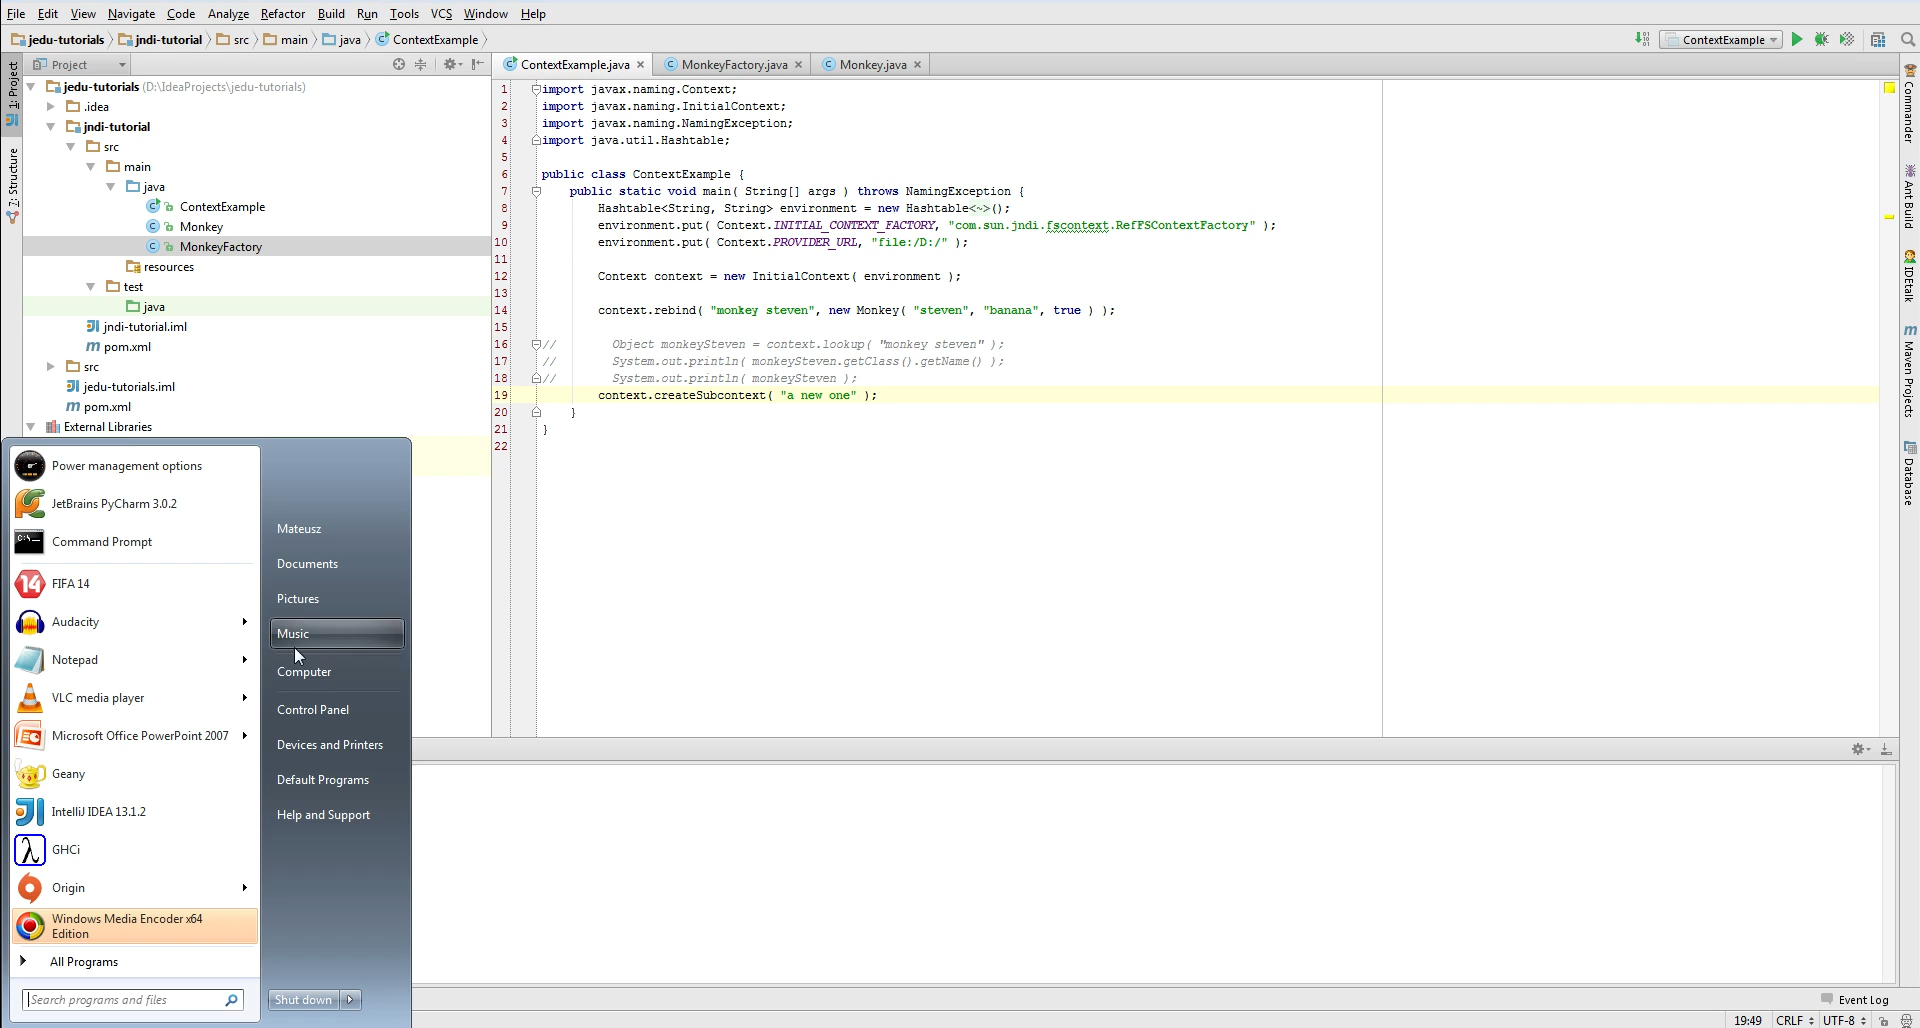 File Edit View Navigate Code Analyze Refactor Build Run Tools VCS Window Help
jedu-tutorials jndi-tutorial src main java ContextExample
ContextExample
1: Project
7: Structure
Project
jedu-tutorials (D:\IdeaProjects\jedu-tutorials)
.idea
jndi-tutorial
src
main
java
ContextExample
Monkey
MonkeyFactory
resources
test
java
jndi-tutorial.iml
pom.xml
src
jedu-tutorials.iml
pom.xml
External Libraries
ContextExample.java MonkeyFactory.java Monkey.java
1 import javax.naming.Context;
2 import javax.naming.InitialContext;
3 import javax.naming.NamingException;
4 import java.util.Hashtable;
5
6 public class ContextExample {
7 public static void main( String[] args ) throws NamingException {
8 Hashtable<String, String> environment = new Hashtable<~>();
9 environment.put( Context.INITIAL_CONTEXT_FACTORY, "com.sun.jndi.fscontext.RefFSContextFactory" );
10 environment.put( Context.PROVIDER_URL, "file:/D:/" );
11
12 Context context = new InitialContext( environment );
13
14 context.rebind( "monkey steven", new Monkey( "steven", "banana", true ) );
15
16 // Object monkeySteven = context.lookup( "monkey steven" );
17 // System.out.println( monkeySteven.getClass().getName() );
18 // System.out.println( monkeySteven );
19 context.createSubcontext( "a new one" );
20 }
21 }
22
Commander
Ant Build
IDEtalk
Maven Projects
Database
Power management options
JetBrains PyCharm 3.0.2
Command Prompt
FIFA 14
Audacity
Notepad
VLC media player
Microsoft Office PowerPoint 2007
Geany
IntelliJ IDEA 13.1.2
GHCi
Origin
Windows Media Encoder x64
Edition
All Programs
Search programs and files
Mateusz
Documents
Pictures
Music
Computer
Control Panel
Devices and Printers
Default Programs
Help and Support
Shut down
Event Log
19:49 CRLF UTF-8